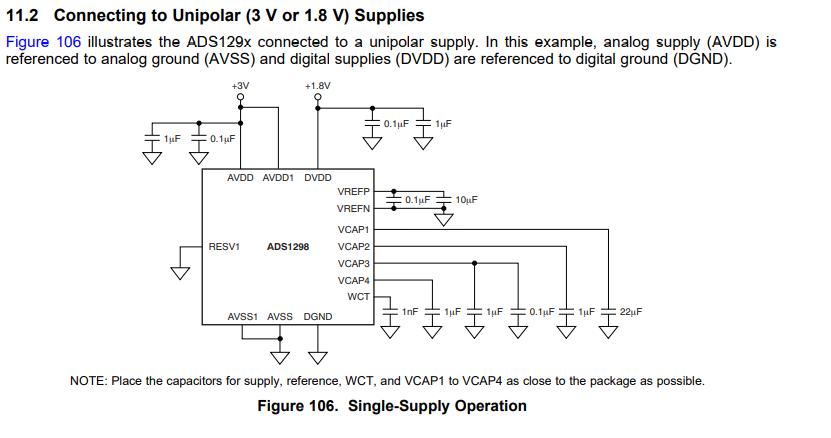 11.2 Connecting to Unipolar (3 V or 1.8 V) Supplies
Figure 106 illustrates the ADS129x connected to a unipolar supply. In this example, analog supply (AVDD) is
referenced to analog ground (AVSS) and digital supplies (DVDD) are referenced to digital ground (DGND).
+3V +1.8V
1μF 0.1μF 0.1μF 1μF
AVDD AVDD1 DVDD
VREFP
0.1μF 10μF
VREFN
VCAP1
RESV1 ADS1298 VCAP2
VCAP3
VCAP4
WCT
1nF 1μF 1μF 0.1μF 1μF 22μF
AVSS1 AVSS DGND
NOTE: Place the capacitors for supply, reference, WCT, and VCAP1 to VCAP4 as close to the package as possible.
Figure 106. Single-Supply Operation